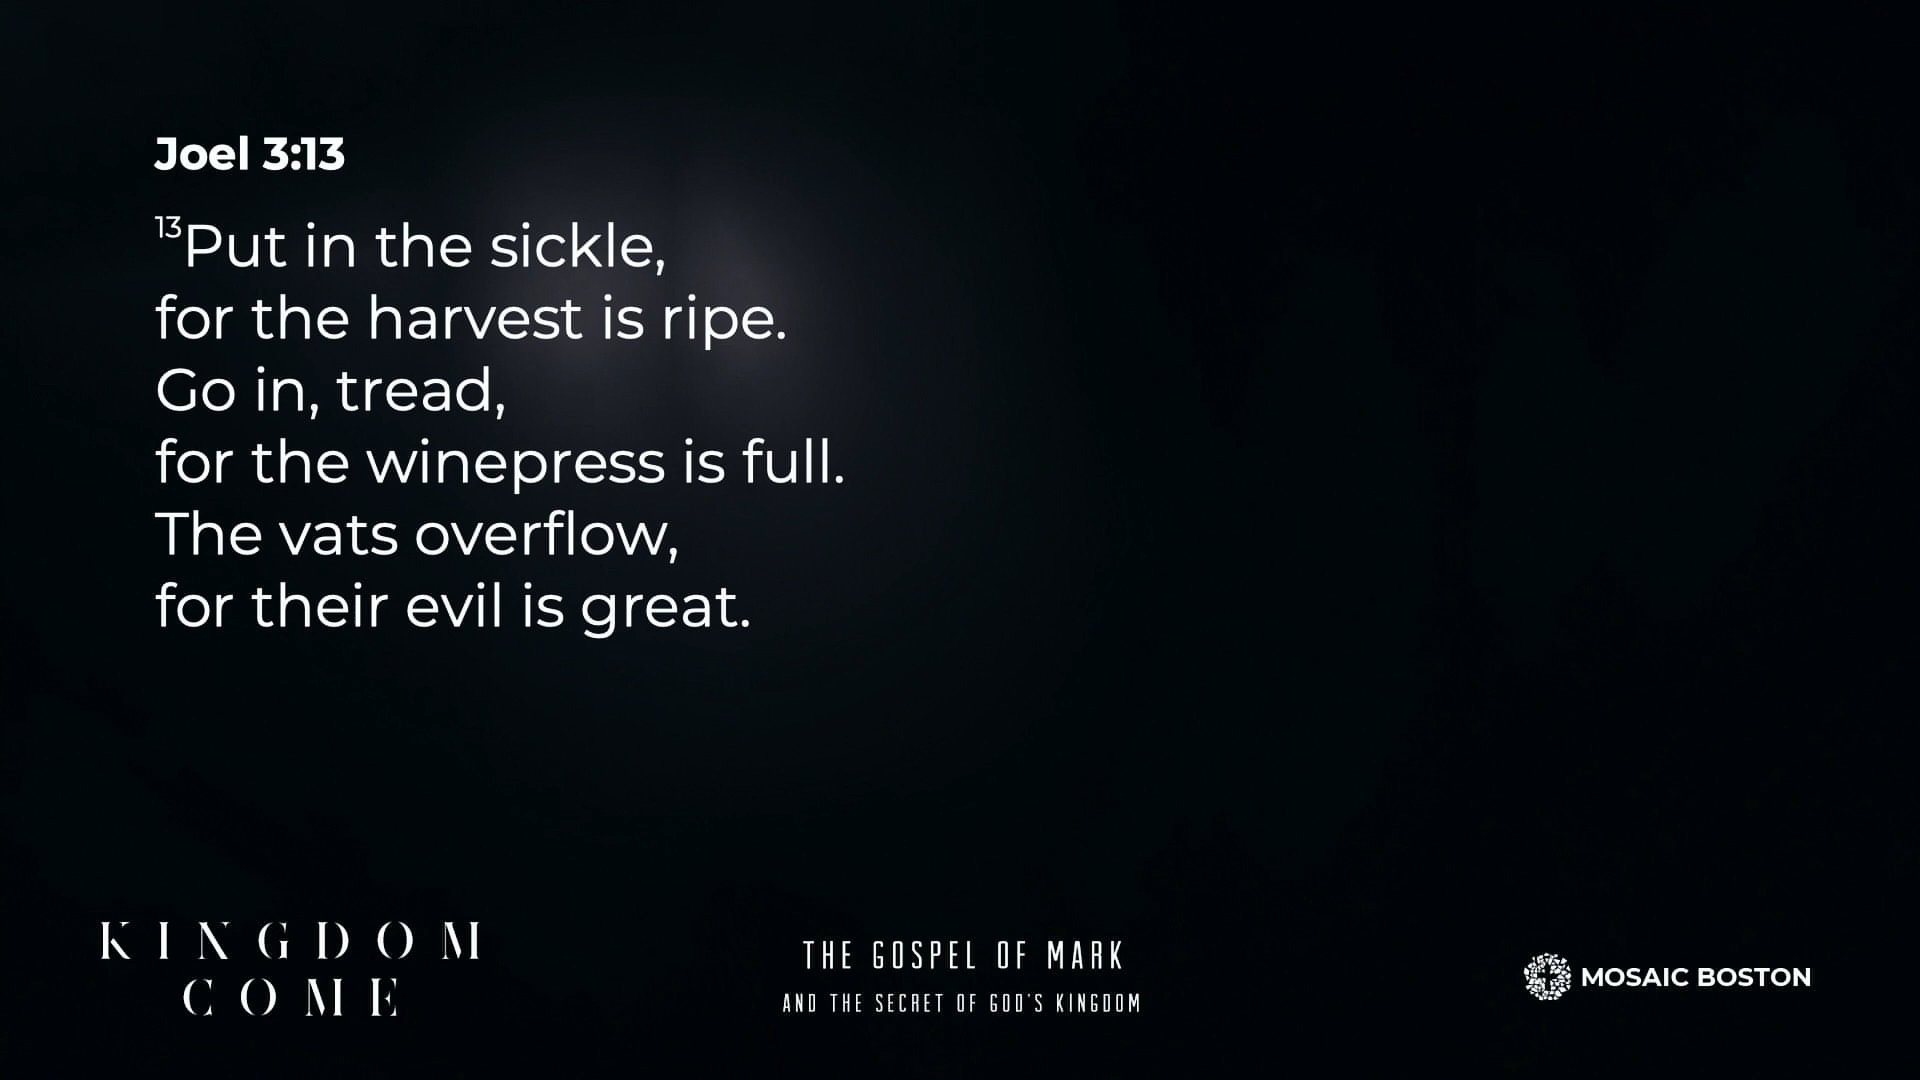 Joel 3:13
13Put in the sickle,
for the harvest is ripe.
Go in, tread,
for the winepress is full.
The vats overflow,
for their evil is great.
KINGDOM
COME
THE GOSPEL OF MARK
AND THE SECRET OF GOD'S KINGDOM
MOSAIC BOSTON